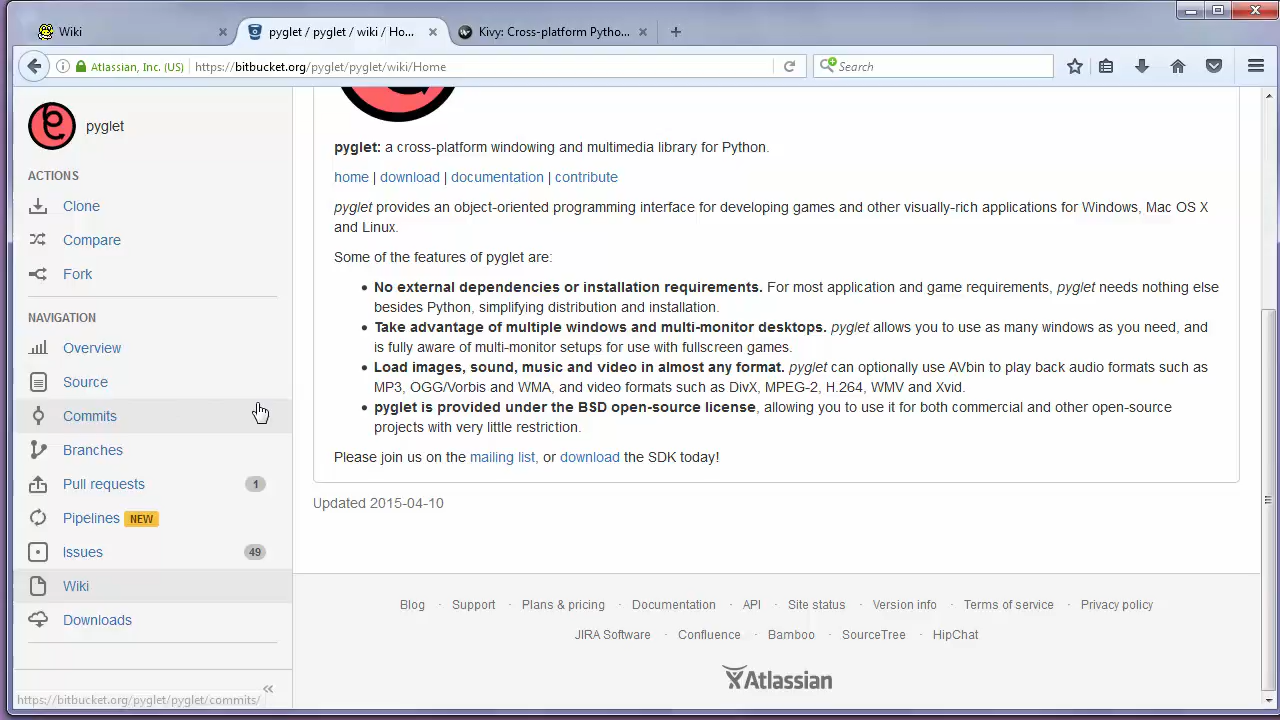 Wiki
pyglet / pyglet / wiki / Ho...
Kivy: Cross-platform Pytho...
Atlassian, Inc. (US)
https://bitbucket.org/pyglet/pyglet/wiki/Home
Search
pyglet
ACTIONS
Clone
Compare
Fork
NAVIGATION
Overview
Source
Commits
Branches
Pull requests 1
Pipelines NEW
Issues 49
Wiki
Downloads
https://bitbucket.org/pyglet/pyglet/commits/
pyglet: a cross-platform windowing and multimedia library for Python.
home | download | documentation | contribute
pyglet provides an object-oriented programming interface for developing games and other visually-rich applications for Windows, Mac OS X
and Linux.
Some of the features of pyglet are:
• No external dependencies or installation requirements. For most application and game requirements, pyglet needs nothing else
besides Python, simplifying distribution and installation.
• Take advantage of multiple windows and multi-monitor desktops. pyglet allows you to use as many windows as you need, and
is fully aware of multi-monitor setups for use with fullscreen games.
• Load images, sound, music and video in almost any format. pyglet can optionally use AVbin to play back audio formats such as
MP3, OGG/Vorbis and WMA, and video formats such as DivX, MPEG-2, H.264, WMV and Xvid.
• pyglet is provided under the BSD open-source license, allowing you to use it for both commercial and other open-source
projects with very little restriction.
Please join us on the mailing list, or download the SDK today!
Updated 2015-04-10
Blog · Support · Plans & pricing · Documentation · API · Site status · Version info · Terms of service · Privacy policy
JIRA Software · Confluence · Bamboo · SourceTree · HipChat
Atlassian